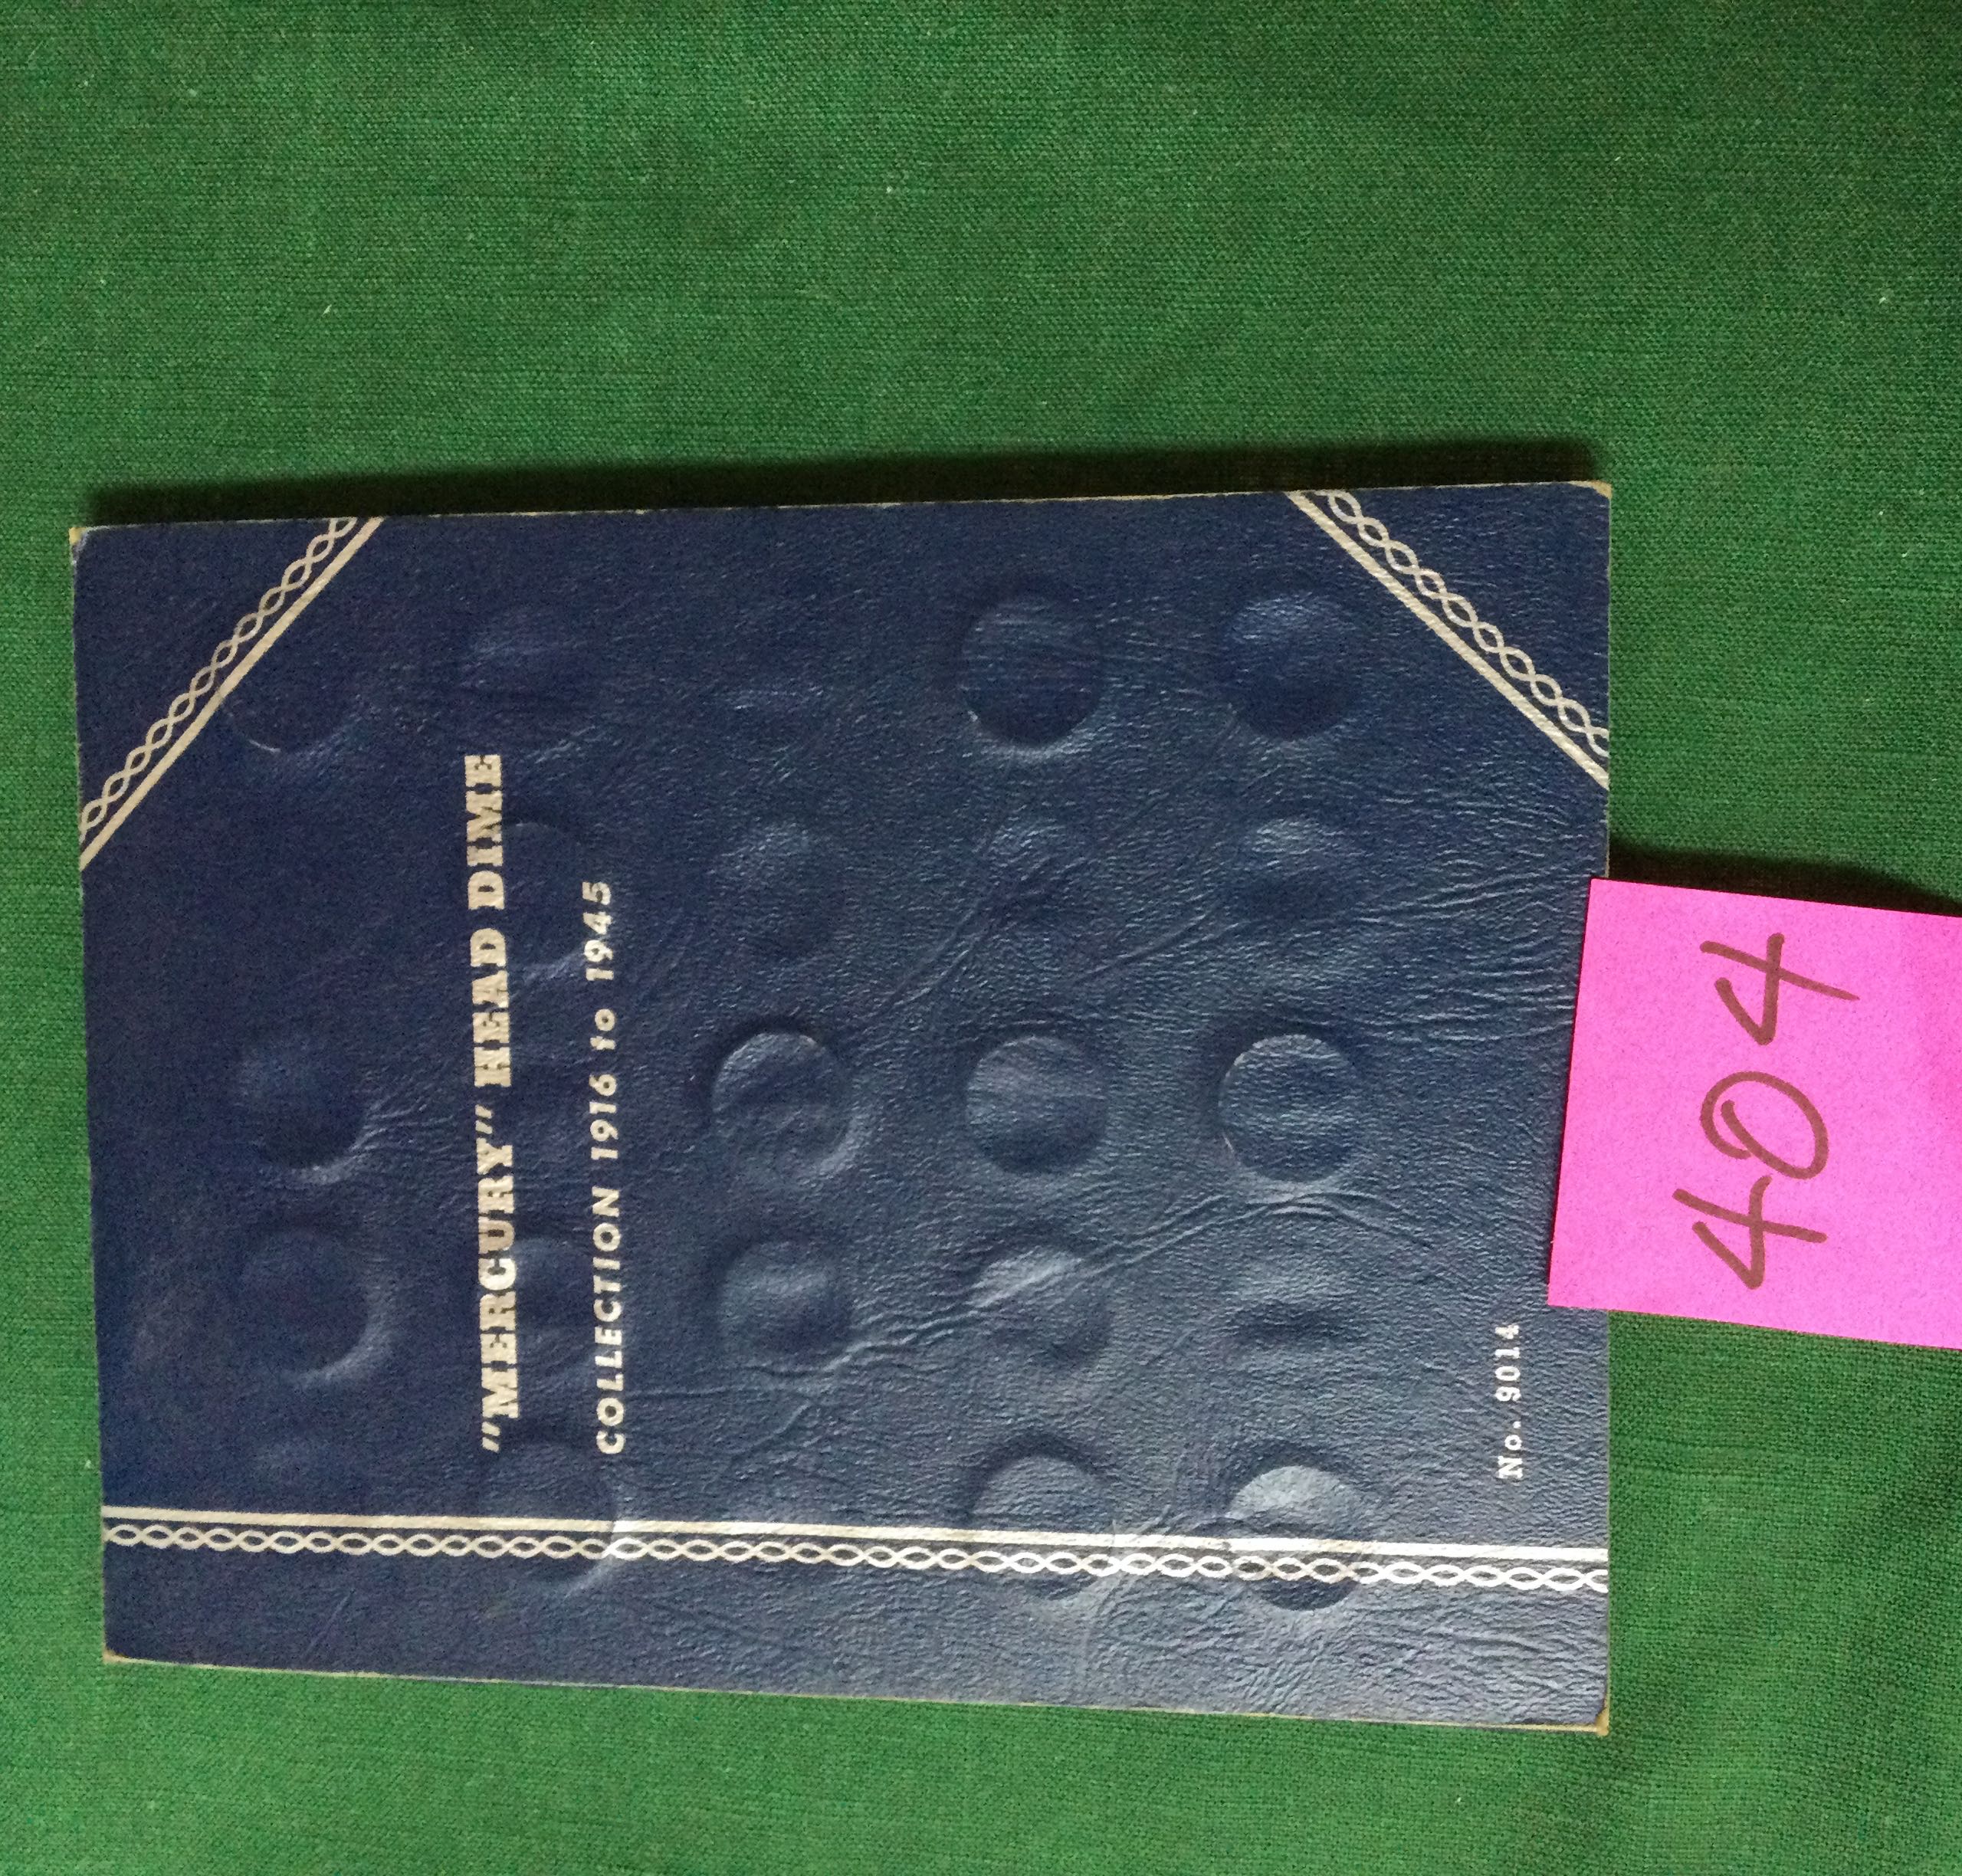 "MERCURY" HEAD DIME
COLLECTION 1916 to 1945
No. 9014
404